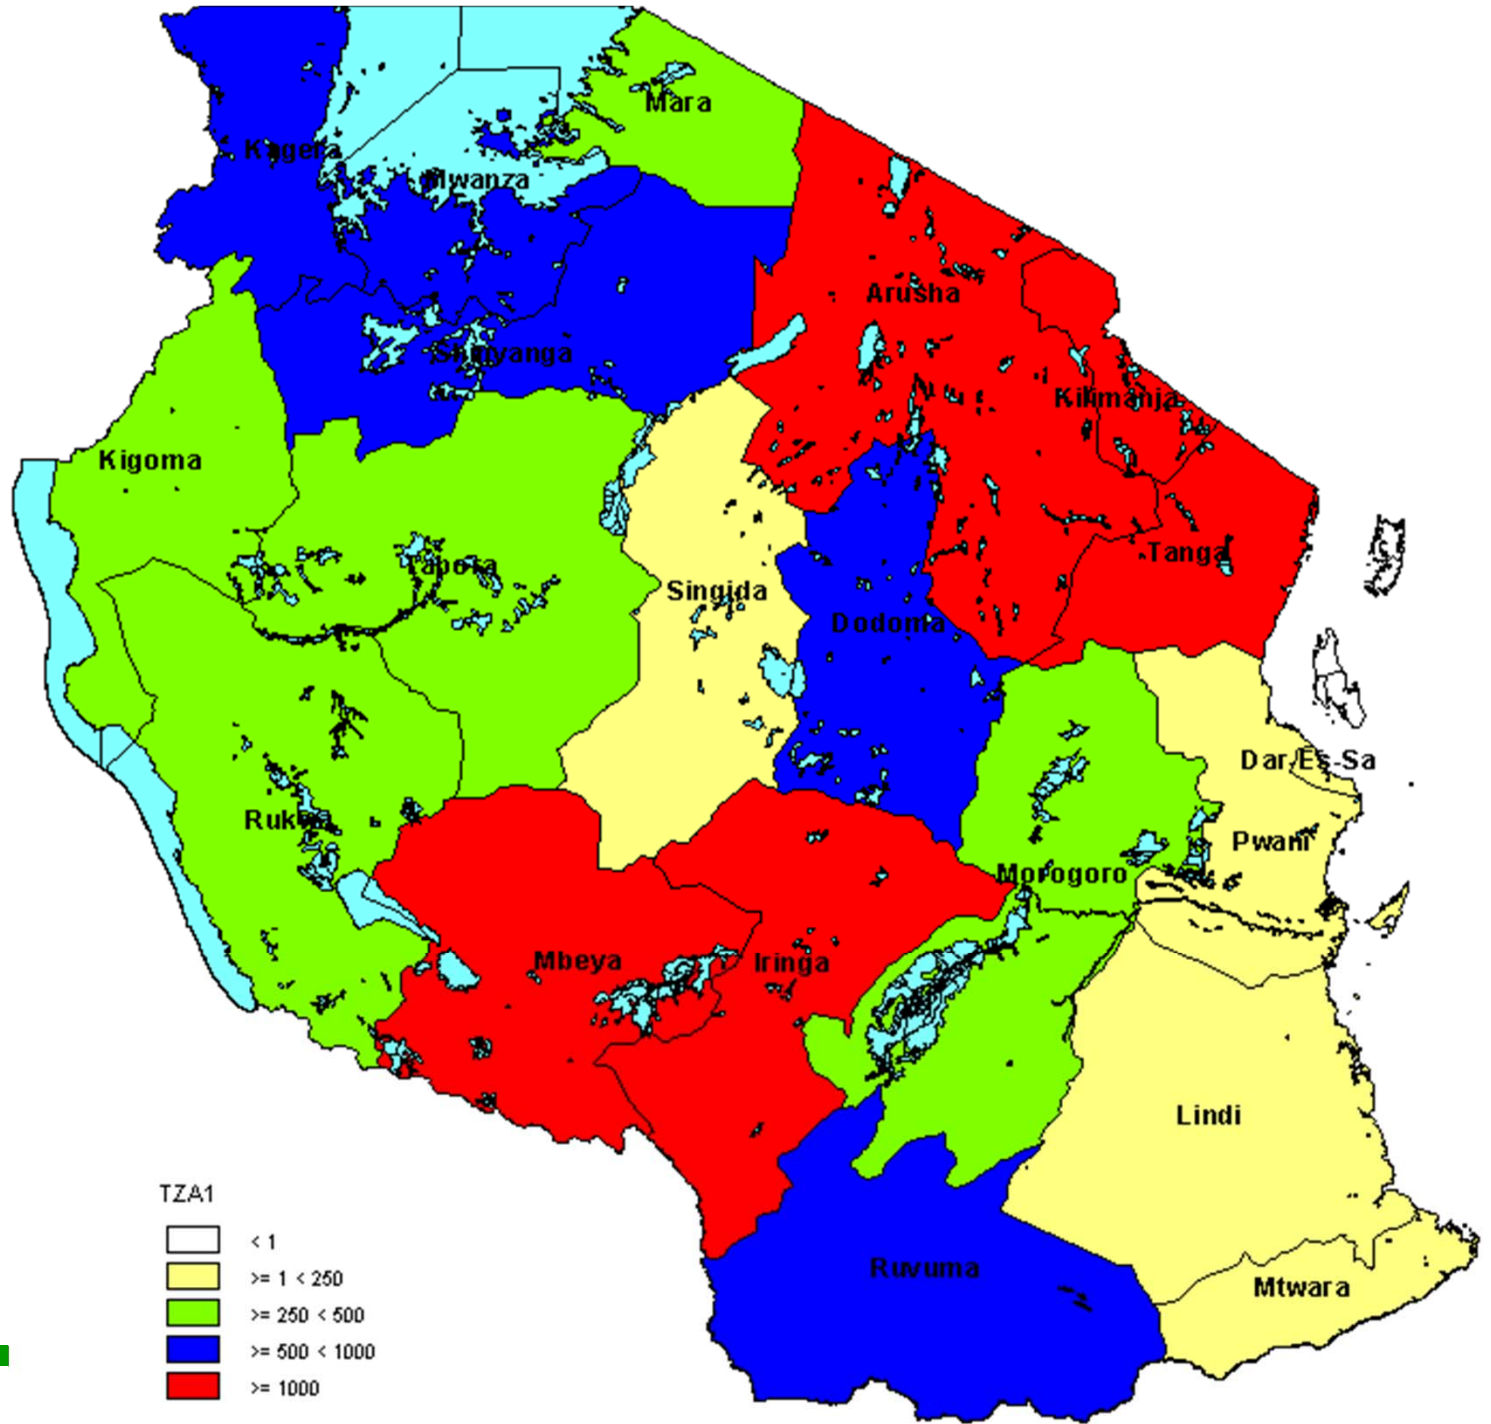 Mara
Kagera
Mwanza
Arusha
Shinyanga
Kilimanja
Kigoma
Tanga
Tabora
Singida
Dodoma
Dar-Es-Sa
Rukwa
Pwani
Morogoro
Mbeya
Iringa
Lindi
Ruvuma
Mtwara
TZA1
< 1
>= 1 < 250
>= 250 < 500
>= 500 < 1000
>= 1000